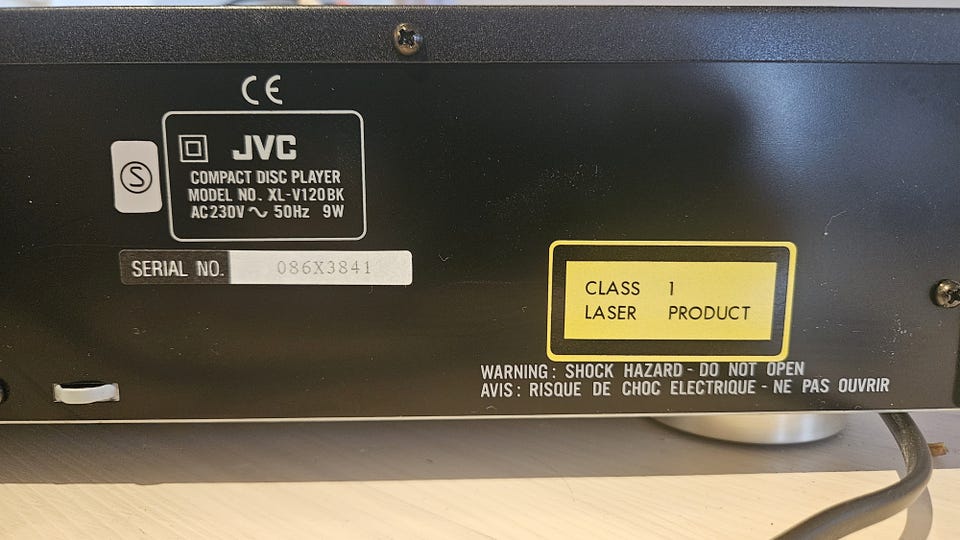 CE
JVC
COMPACT DISC PLAYER
MODEL NO. XL-V120BK
AC230V ~ 50Hz 9W
S
SERIAL NO. 086X3841
CLASS 1
LASER PRODUCT
WARNING: SHOCK HAZARD - DO NOT OPEN
AVIS: RISQUE DE CHOC ELECTRIQUE - NE PAS OUVRIR